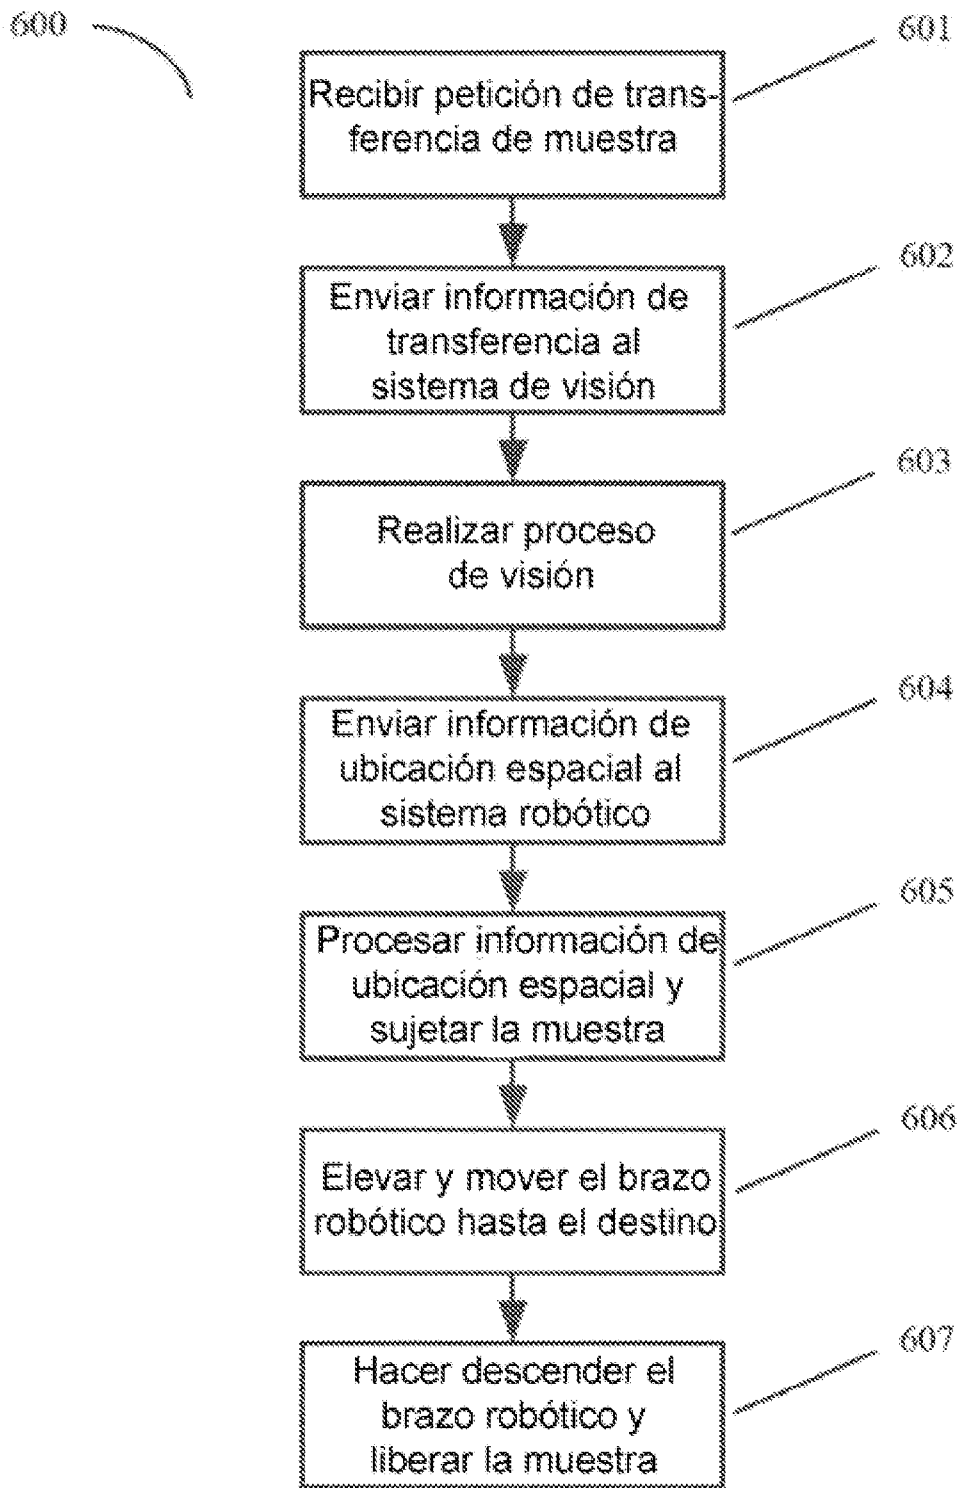 600
601
Recibir petición de trans-
ferencia de muestra
602
Enviar información de
transferencia al
sistema de visión
603
Realizar proceso
de visión
604
Enviar información de
ubicación espacial al
sistema robótico
605
Procesar información de
ubicación espacial y
sujetar la muestra
606
Elevar y mover el brazo
robótico hasta el destino
607
Hacer descender el
brazo robótico y
liberar la muestra